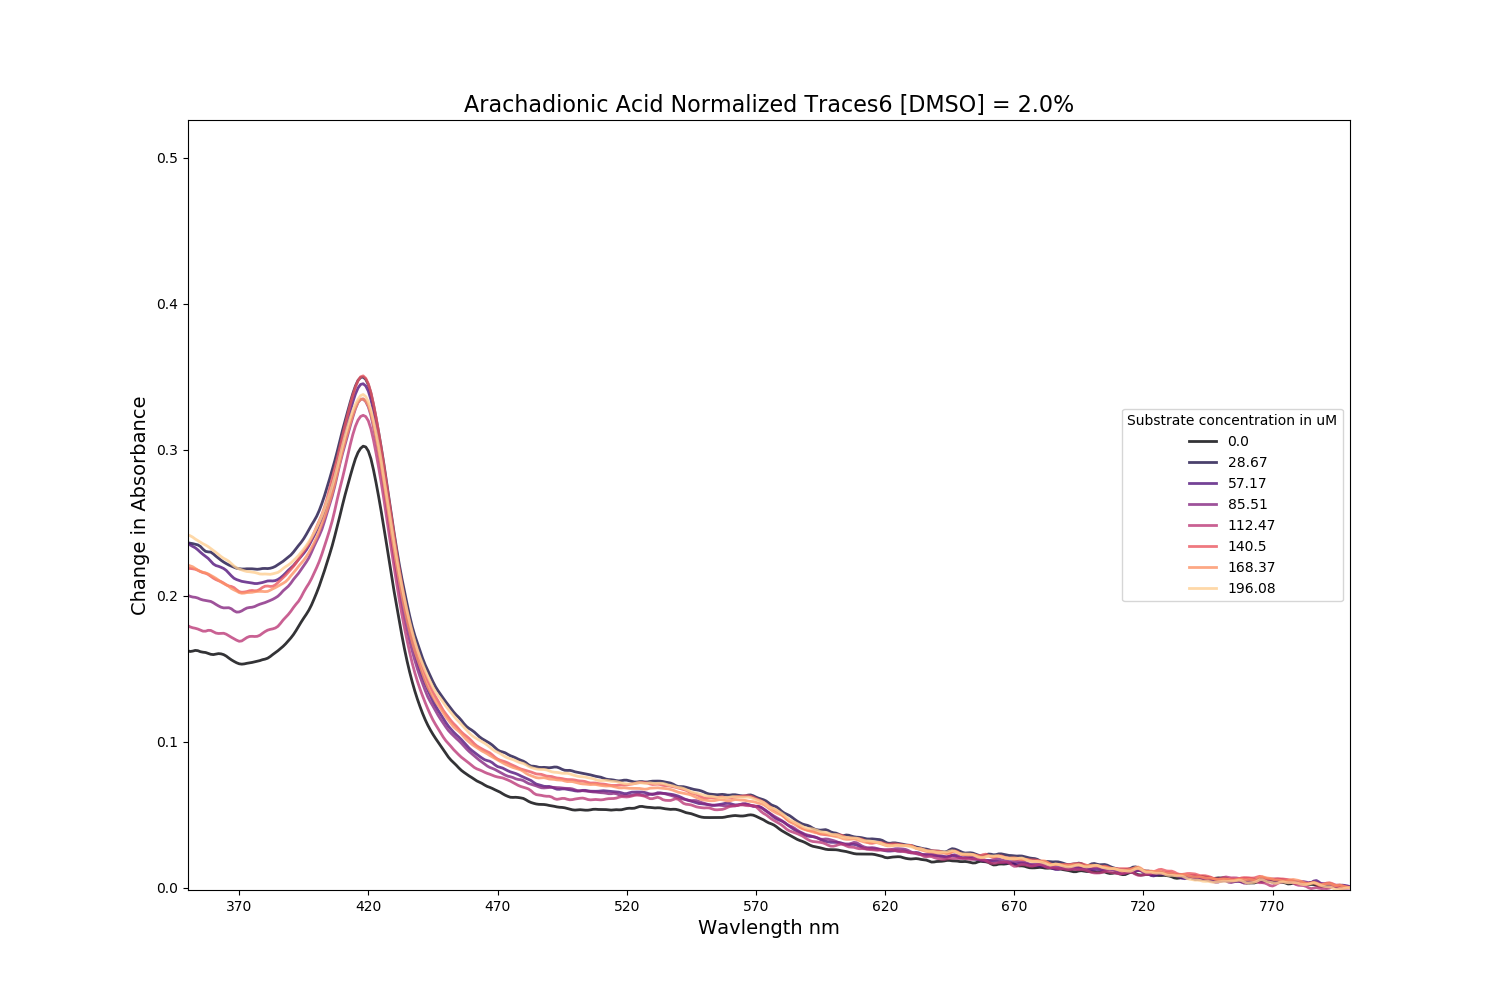 Arachadionic Acid Normalized Traces6 [DMSO] = 2.0%
0.5
0.4
0.3
0.2
0.1
0.0
Change in Absorbance
Substrate concentration in uM
0.0
28.67
57.17
85.51
112.47
140.5
168.37
196.08
370 420 470 520 570 620 670 720 770
Wavlength nm